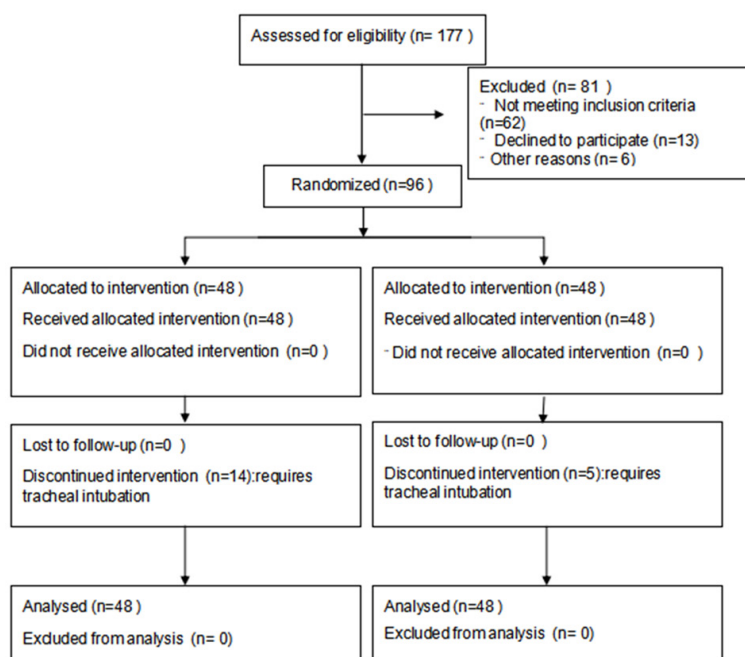 Assessed for eligibility (n= 177)
Excluded (n= 81 )
- Not meeting inclusion criteria
(n=62)
- Declined to participate (n=13)
- Other reasons (n= 6)
Randomized (n=96)
Allocated to intervention (n=48)
Received allocated intervention (n=48)
Did not receive allocated intervention (n=0 )
Allocated to intervention (n=48)
Received allocated intervention (n=48)
- Did not receive allocated intervention (n=0 )
Lost to follow-up (n=0 )
Discontinued intervention (n=14):requires
tracheal intubation
Lost to follow-up (n=0 )
Discontinued intervention (n=5):requires
tracheal intubation
Analysed (n=48)
Excluded from analysis (n= 0)
Analysed (n=48)
Excluded from analysis (n= 0)